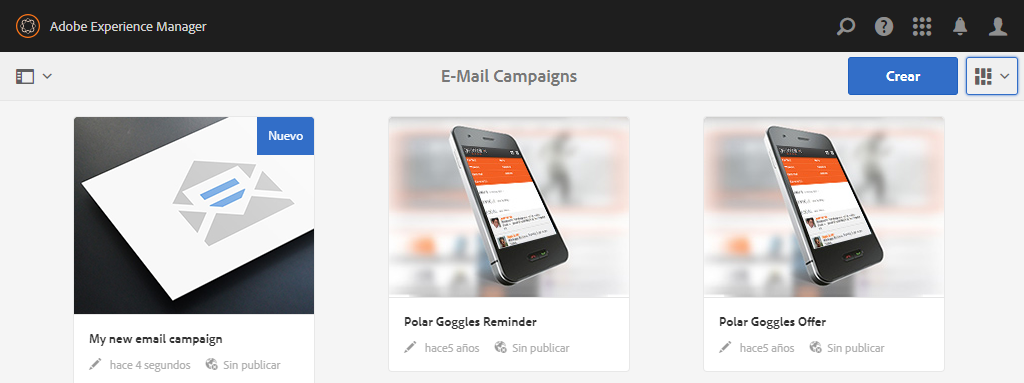 Adobe Experience Manager
E-Mail Campaigns
Crear
Nuevo
My new email campaign
hace 4 segundos Sin publicar
Polar Goggles Reminder
hace5 años Sin publicar
Polar Goggles Offer
hace5 años Sin publicar